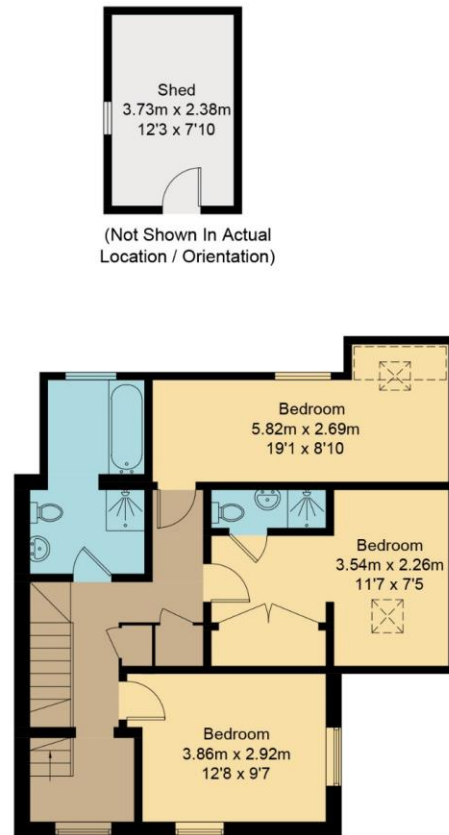 Shed
3.73m x 2.38m
12'3 x 7'10
(Not Shown In Actual
Location / Orientation)
Bedroom
5.82m x 2.69m
19'1 x 8'10
Bedroom
3.54m x 2.26m
11'7 x 7'5
Bedroom
3.86m x 2.92m
12'8 x 9'7